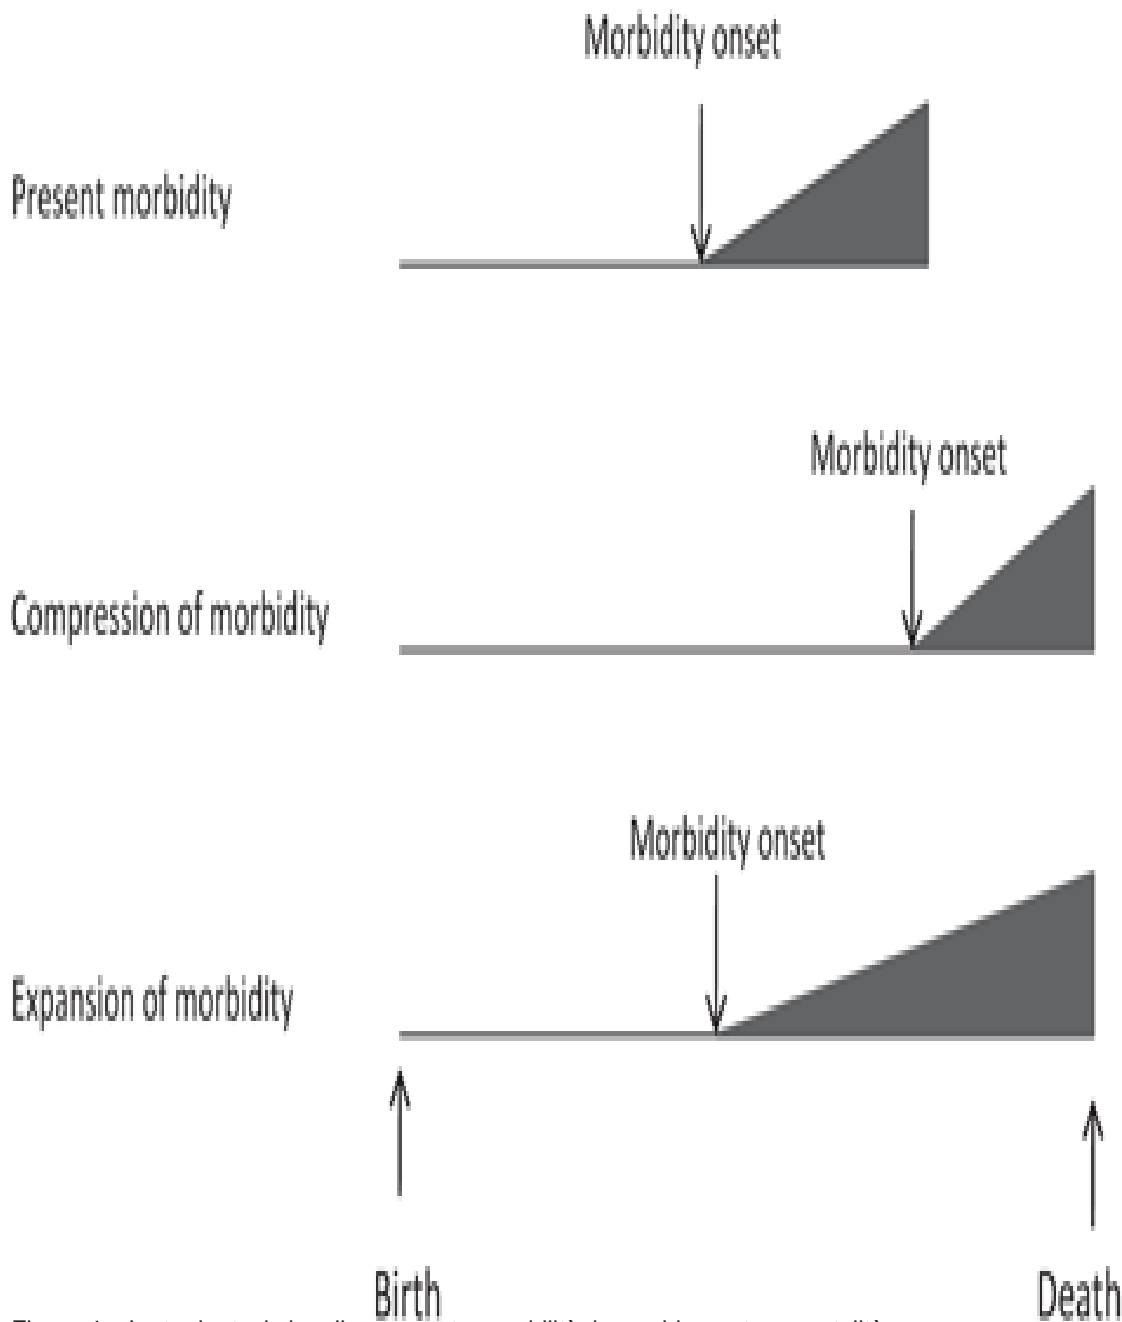 Morbidity onset
Present morbidity
Morbidity onset
Compression of morbidity
Morbidity onset
Expansion of morbidity
Birth
Death